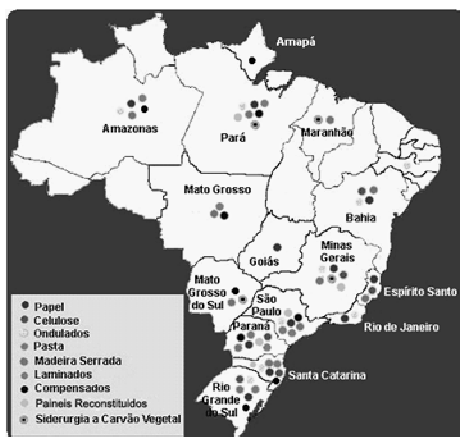 Amapá
Amazonas
Pará
Maranhão
Mato Grosso
Bahia
Goiás
Minas
Gerais
Mato
Grosso
do Sul
São
Paulo
Espírito Santo
Rio de Janeiro
Paraná
Santa Catarina
Rio
Grande
do Sul
Papel
Celulose
Ondulados
Pasta
Madeira Serrada
Laminados
Compensados
Paineis Reconstituídos
Siderurgia a Carvão Vegetal